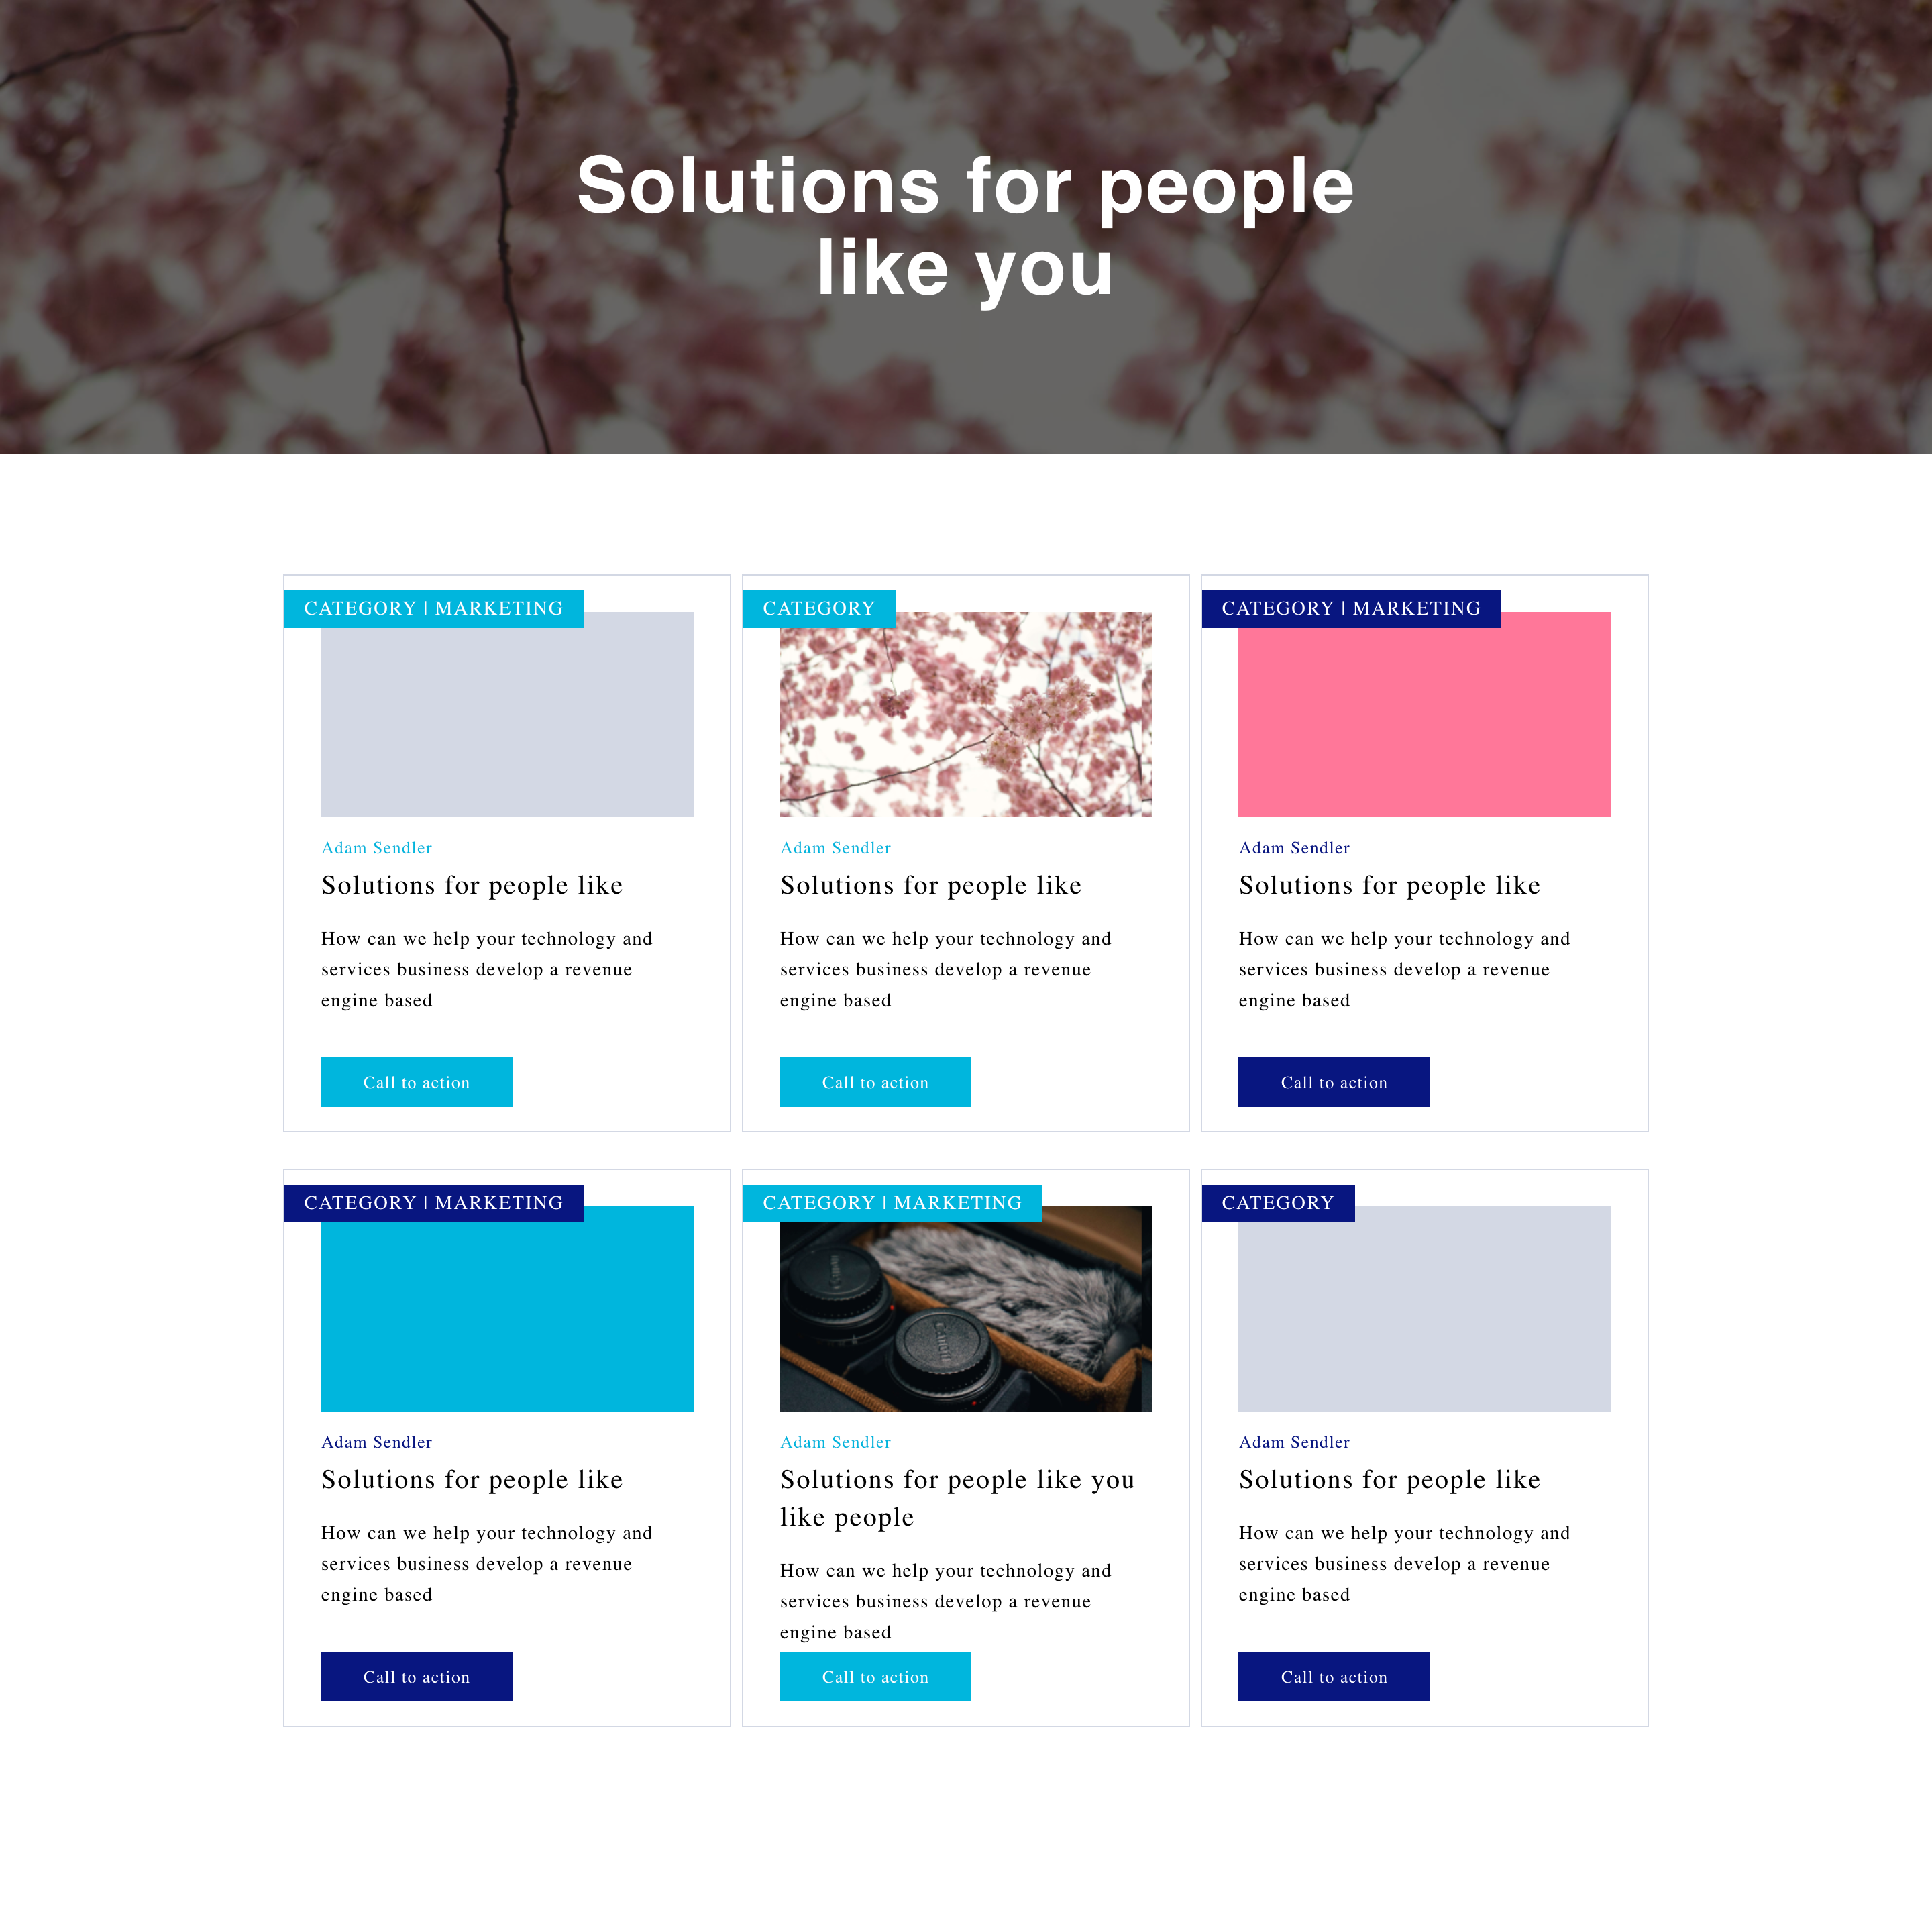 Solutions for people
like you
CATEGORY | MARKETING
Adam Sendler
Solutions for people like
How can we help your technology and
services business develop a revenue
engine based
Call to action
CATEGORY
Adam Sendler
Solutions for people like
How can we help your technology and
services business develop a revenue
engine based
Call to action
CATEGORY | MARKETING
Adam Sendler
Solutions for people like
How can we help your technology and
services business develop a revenue
engine based
Call to action
CATEGORY | MARKETING
Adam Sendler
Solutions for people like
How can we help your technology and
services business develop a revenue
engine based
Call to action
CATEGORY | MARKETING
Canon
Adam Sendler
Solutions for people like you
like people
How can we help your technology and
services business develop a revenue
engine based
Call to action
CATEGORY
Adam Sendler
Solutions for people like
How can we help your technology and
services business develop a revenue
engine based
Call to action